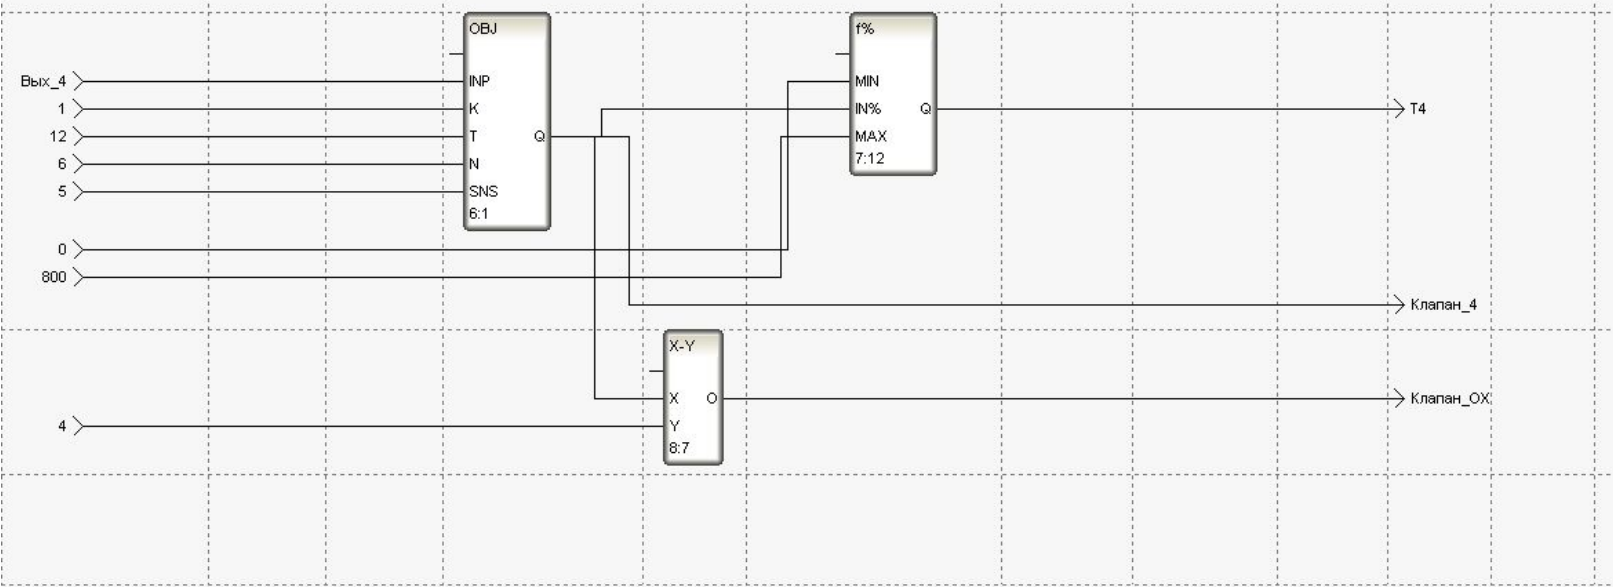 OBJ
f%
Вых_4
INP
MIN
1
K
IN%
Q
T4
12
T
Q
MAX
6
N
7:12
5
SNS
6:1
0
800
Клапан_4
X-Y
X
O
Клапан_OX
4
Y
8:7